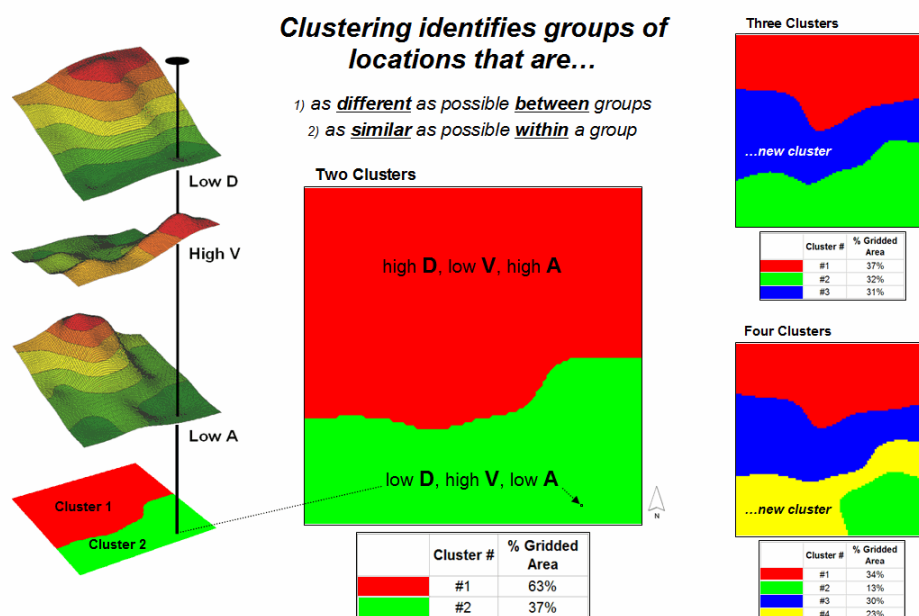 Clustering identifies groups of
locations that are…
1) as different as possible between groups
2) as similar as possible within a group
Low D
High V
Low A
Cluster 1
Cluster 2
Two Clusters
high D, low V, high A
low D, high V, low A
N
Cluster # % Gridded Area
#1 63%
#2 37%
Three Clusters
…new cluster
Cluster # % Gridded Area
#1 37%
#2 32%
#3 31%
Four Clusters
…new cluster
Cluster # % Gridded Area
#1 34%
#2 13%
#3 30%
#4 23%